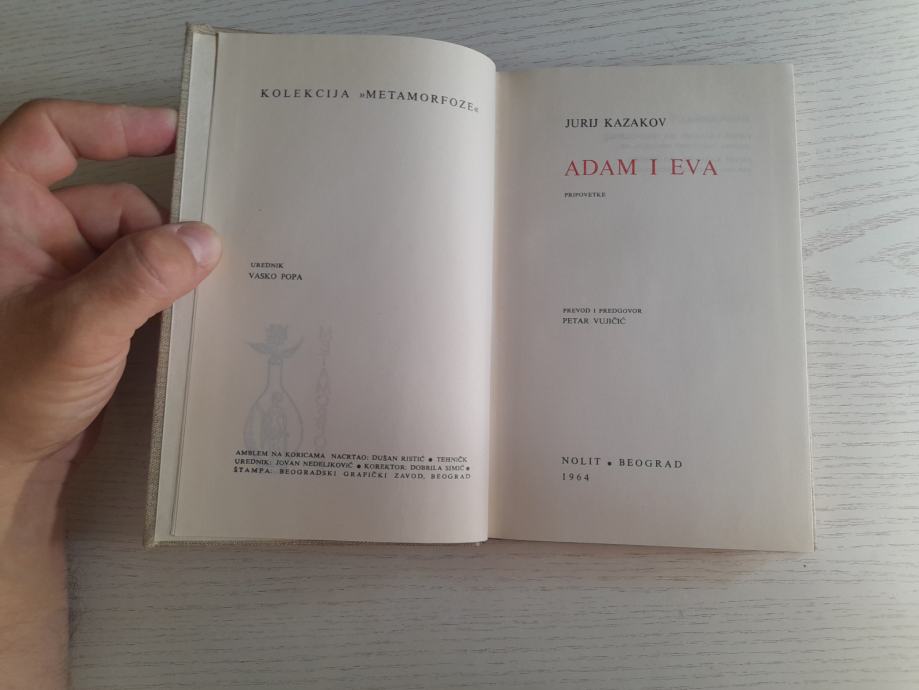 KOLEKCIJA »METAMORFOZE«
UREDNIK
VASKO POPA
AMBLEM NA KORICAMA NACRTAO: DUŠAN RISTIĆ ● TEHNIČK
UREDNIK: JOVAN NEDELJKOVIĆ ● KOREKTOR: DOBRILA SIMIĆ ●
ŠTAMPA: BEOGRADSKI GRAFIČKI ZAVOD, BEOGRAD
JURIJ KAZAKOV
ADAM I EVA
PRIPOVETKE
PREVOD I PREDGOVOR
PETAR VUJIČIĆ
NOLIT ● BEOGRAD
1964